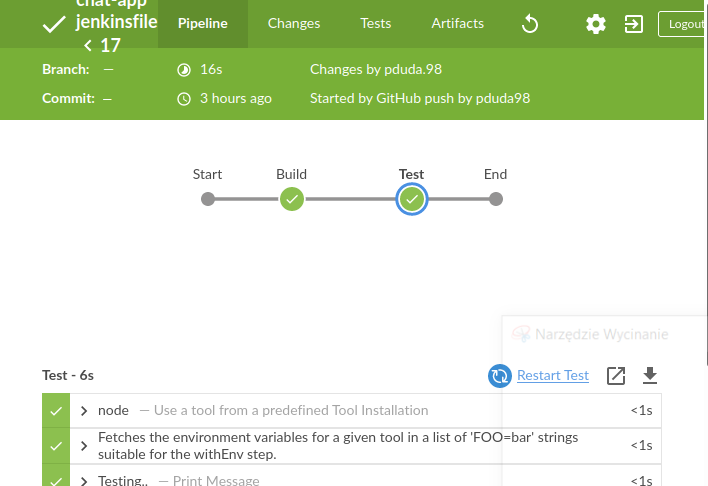 chat-app
jenkinsfile
< 17
Pipeline
Changes
Tests
Artifacts
Logout
Branch: —
16s
Changes by pduda.98
Commit: —
3 hours ago
Started by GitHub push by pduda98
Start
Build
Test
End
Narzędzie Wycinanie
Test - 6s
Restart Test
node — Use a tool from a predefined Tool Installation
<1s
Fetches the environment variables for a given tool in a list of 'FOO=bar' strings
suitable for the withEnv step.
<1s
Testing.. — Print Message
<1s